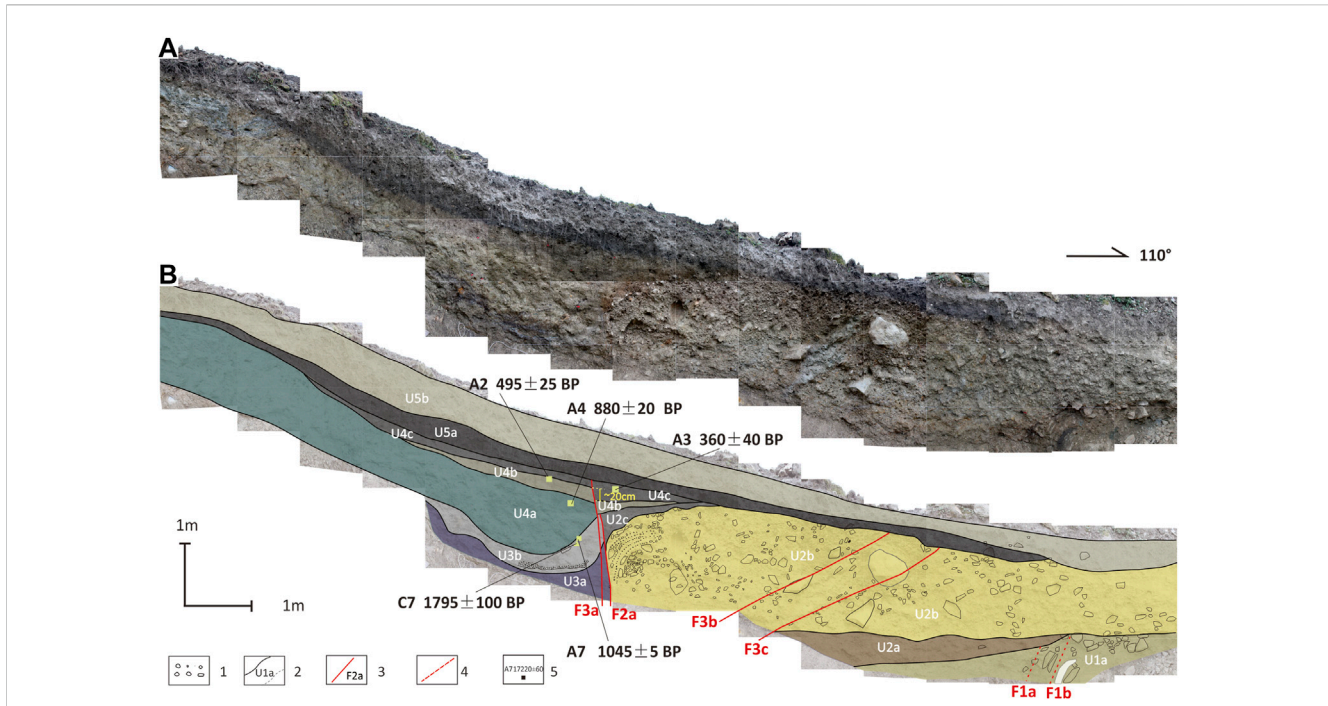 A
110°
B
A2 495±25 BP
A4 880±20 BP
A3 360±40 BP
U5b
U5a
U4c
U4b
~20cm
U4c
U4b
U4a
U2c
U3b
U3a
U2b
U2b
U2a
U1a
1m
1m
C7 1795±100 BP
F3a
F2a
A7 1045±5 BP
F3b
F3c
F1a
F1b
1
U1a
2
F2a
3
4
A717220±60
5